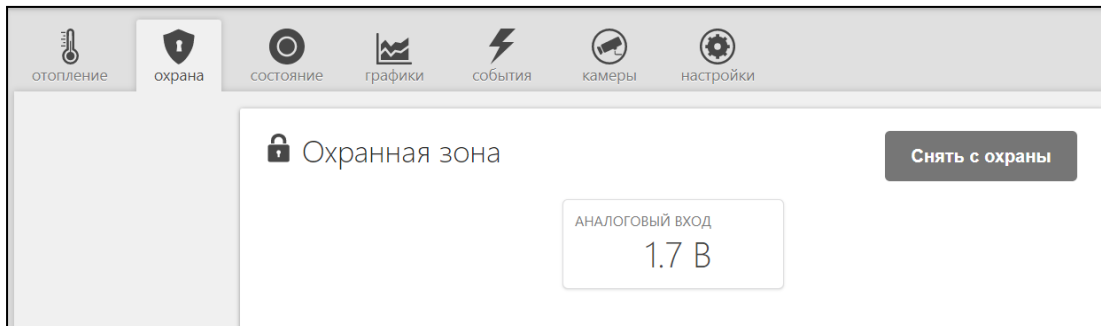 отопление охрана состояние графики события камеры настройки
Охранная зона Снять с охраны
АНАЛОГОВЫЙ ВХОД
1.7 В